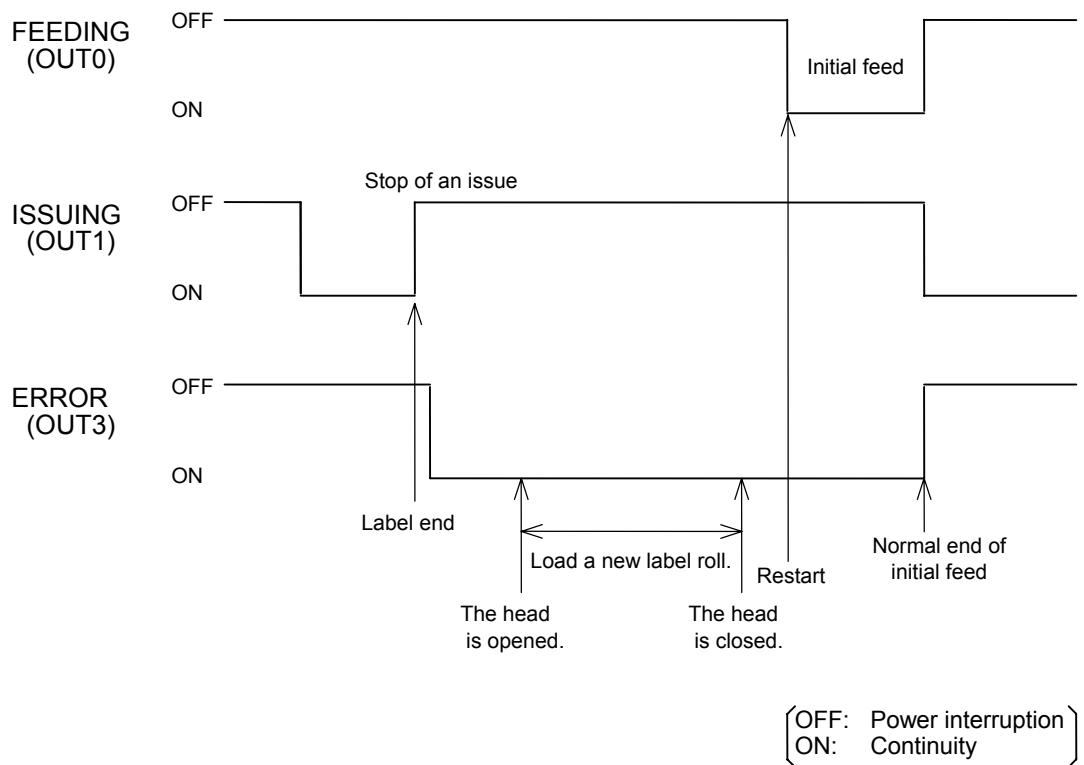 FEEDING
(OUT0)
OFF
ON
Initial feed
ISSUING
(OUT1)
OFF
ON
Stop of an issue
ERROR
(OUT3)
OFF
ON
Label end
Load a new label roll.
Restart
Normal end of
initial feed
The head
is opened.
The head
is closed.
OFF: Power interruption
ON: Continuity